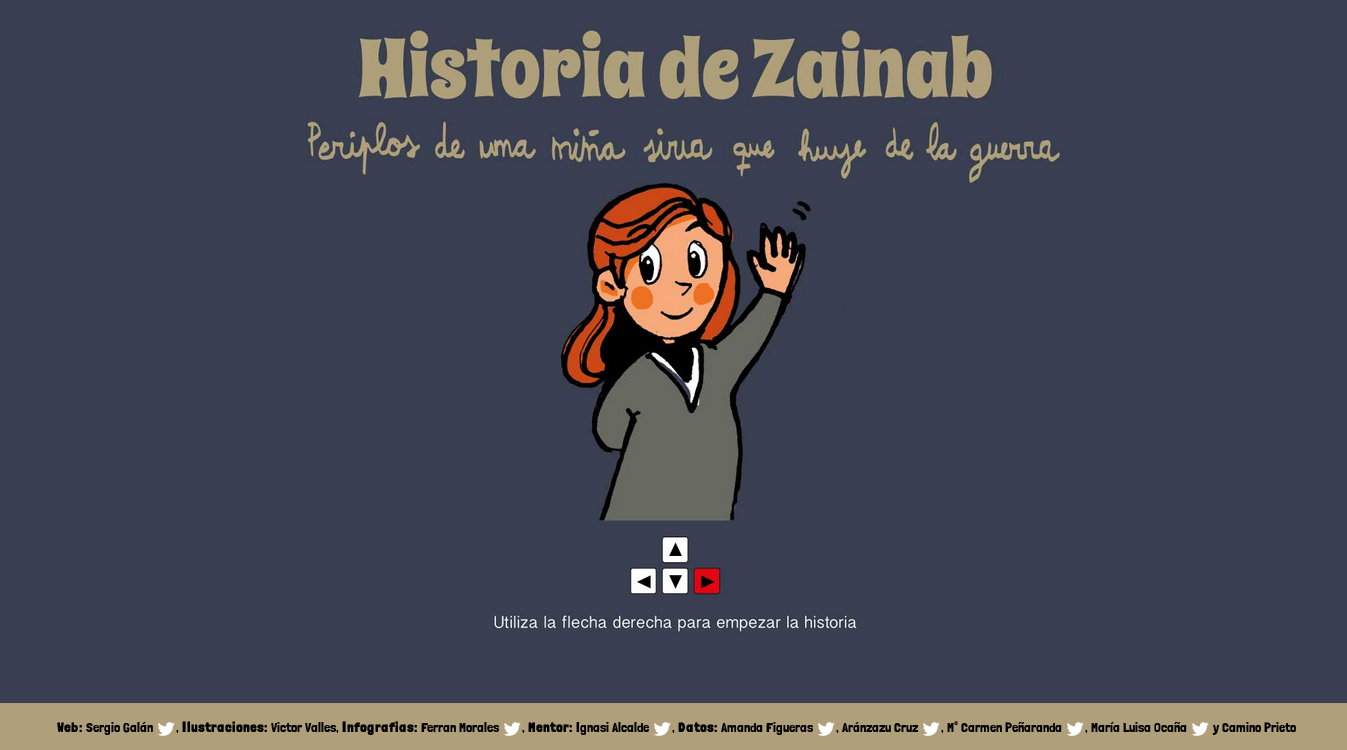 Historia de Zainab
Periplos de una niña siria que huye de la guerra
Utiliza la flecha derecha para empezar la historia
Web: Sergio Galán , Ilustraciones: Victor Valles, Infografias: Ferran Morales , Mentor: Ignasi Alcalde , Datos: Amanda Figueras , Aránzazu Cruz , Mª Carmen Peñaranda , María Luisa Ocaña y Camino Prieto